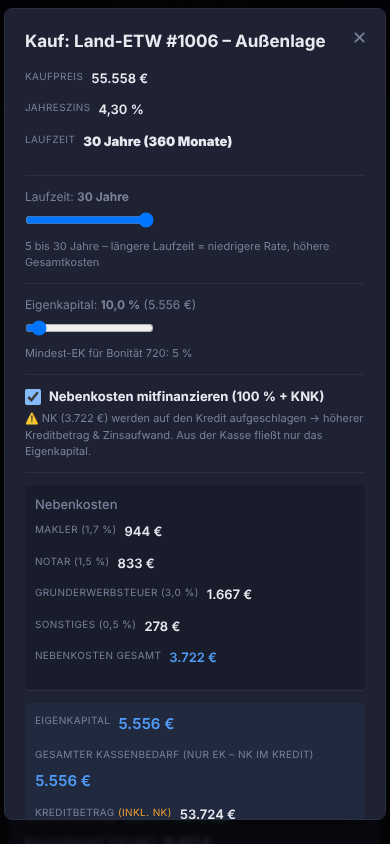 Kauf: Land-ETW #1006 – Außenlage ✕
KAUFPREIS 55.558 €
JAHRESZINS 4,30 %
LAUFZEIT 30 Jahre (360 Monate)
Laufzeit: 30 Jahre
5 bis 30 Jahre – längere Laufzeit = niedrigere Rate, höhere
Gesamtkosten
Eigenkapital: 10,0 % (5.556 €)
Mindest-EK für Bonität 720: 5 %
Nebenkosten mitfinanzieren (100 % + KNK)
⚠️ NK (3.722 €) werden auf den Kredit aufgeschlagen → höherer
Kreditbetrag & Zinsaufwand. Aus der Kasse fließt nur das
Eigenkapital.
Nebenkosten
MAKLER (1,7 %) 944 €
NOTAR (1,5 %) 833 €
GRUNDERWERBSTEUER (3,0 %) 1.667 €
SONSTIGES (0,5 %) 278 €
NEBENKOSTEN GESAMT 3.722 €
EIGENKAPITAL 5.556 €
GESAMTER KASSENBEDARF (NUR EK – NK IM KREDIT)
5.556 €
KREDITBETRAG (INKL. NK) 53.724 €